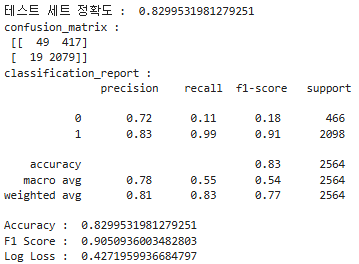 테스트 세트 정확도 :  0.8299531981279251
confusion_matrix :
 [[  49  417]
 [  19 2079]]
classification_report :
              precision    recall  f1-score   support
           0       0.72      0.11      0.18       466
           1       0.83      0.99      0.91      2098
    accuracy                           0.83      2564
   macro avg       0.78      0.55      0.54      2564
weighted avg       0.81      0.83      0.77      2564
Accuracy :  0.8299531981279251
F1 Score :  0.9050936003482803
Log Loss :  0.4271959936684797